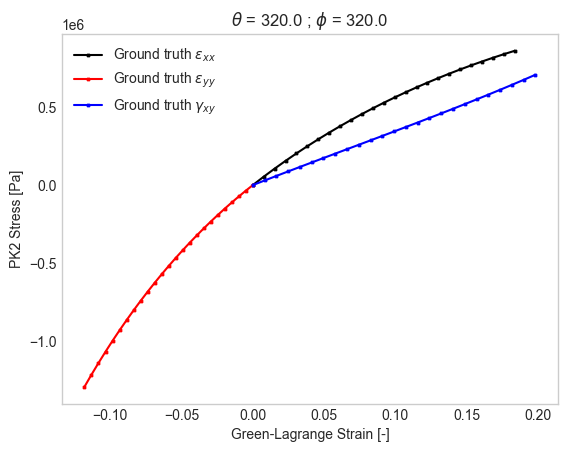 θ = 320.0 ; ϕ = 320.0
1e6
Ground truth εxx
Ground truth εyy
Ground truth γxy
0.5
0.0
−0.5
−1.0
PK2 Stress [Pa]
−0.10 −0.05 0.00 0.05 0.10 0.15 0.20
Green-Lagrange Strain [-]